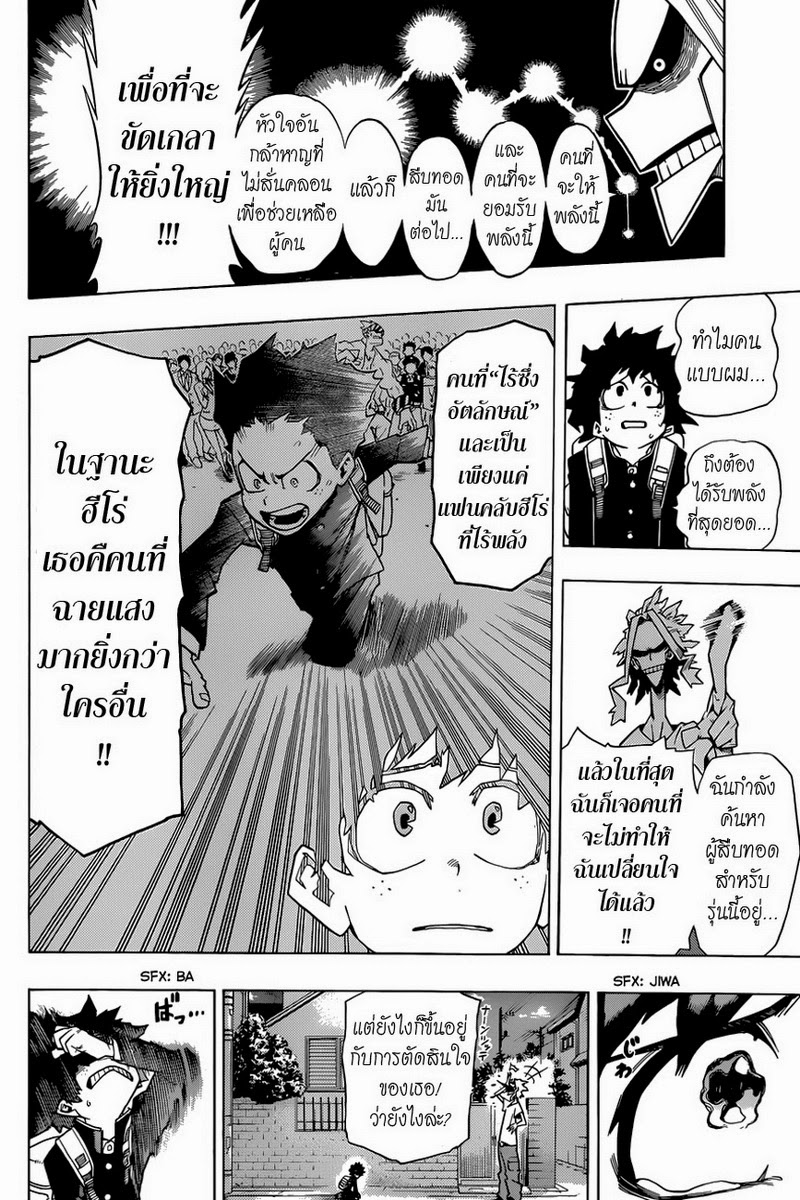 คนที่
จะให้
พลังนี้
และ
คนที่จะ
ยอมรับ
พลังนี้
สืบทอด
มัน
ต่อไป...
แล้วก็
หัวใจอัน
กล้าหาญที่
ไม่สั่นคลอน
เพื่อช่วยเหลือ
ผู้คน
เพื่อที่จะ
ขัดเกลา
ให้ยิ่งใหญ่
!!!
ทำไมคน
แบบผม...
ถึงต้อง
ได้รับพลัง
ที่สุดยอด...
ฉันกำลัง
ค้นหา
ผู้สืบทอด
สำหรับ
รุ่นนี้อยู่...
แล้วในที่สุด
ฉันก็เจอคนที่
จะไม่ทำให้
ฉันเปลี่ยนใจ
ได้แล้ว
!!
คนที่“ไร้ซึ่ง
อัตลักษณ์”
และเป็น
เพียงแค่
แฟนคลับฮีโร่
ที่ไร้พลัง
ในฐานะ
ฮีโร่
เธอคือคนที่
ฉายแสง
มากยิ่งกว่า
ใครอื่น
!!
SFX: JIWA
じわ
แต่ยังไงก็ขึ้นอยู่
กับการตัดสินใจ
ของเธอ!
ว่ายังไงล่ะ?
SFX: BA
ばっ...